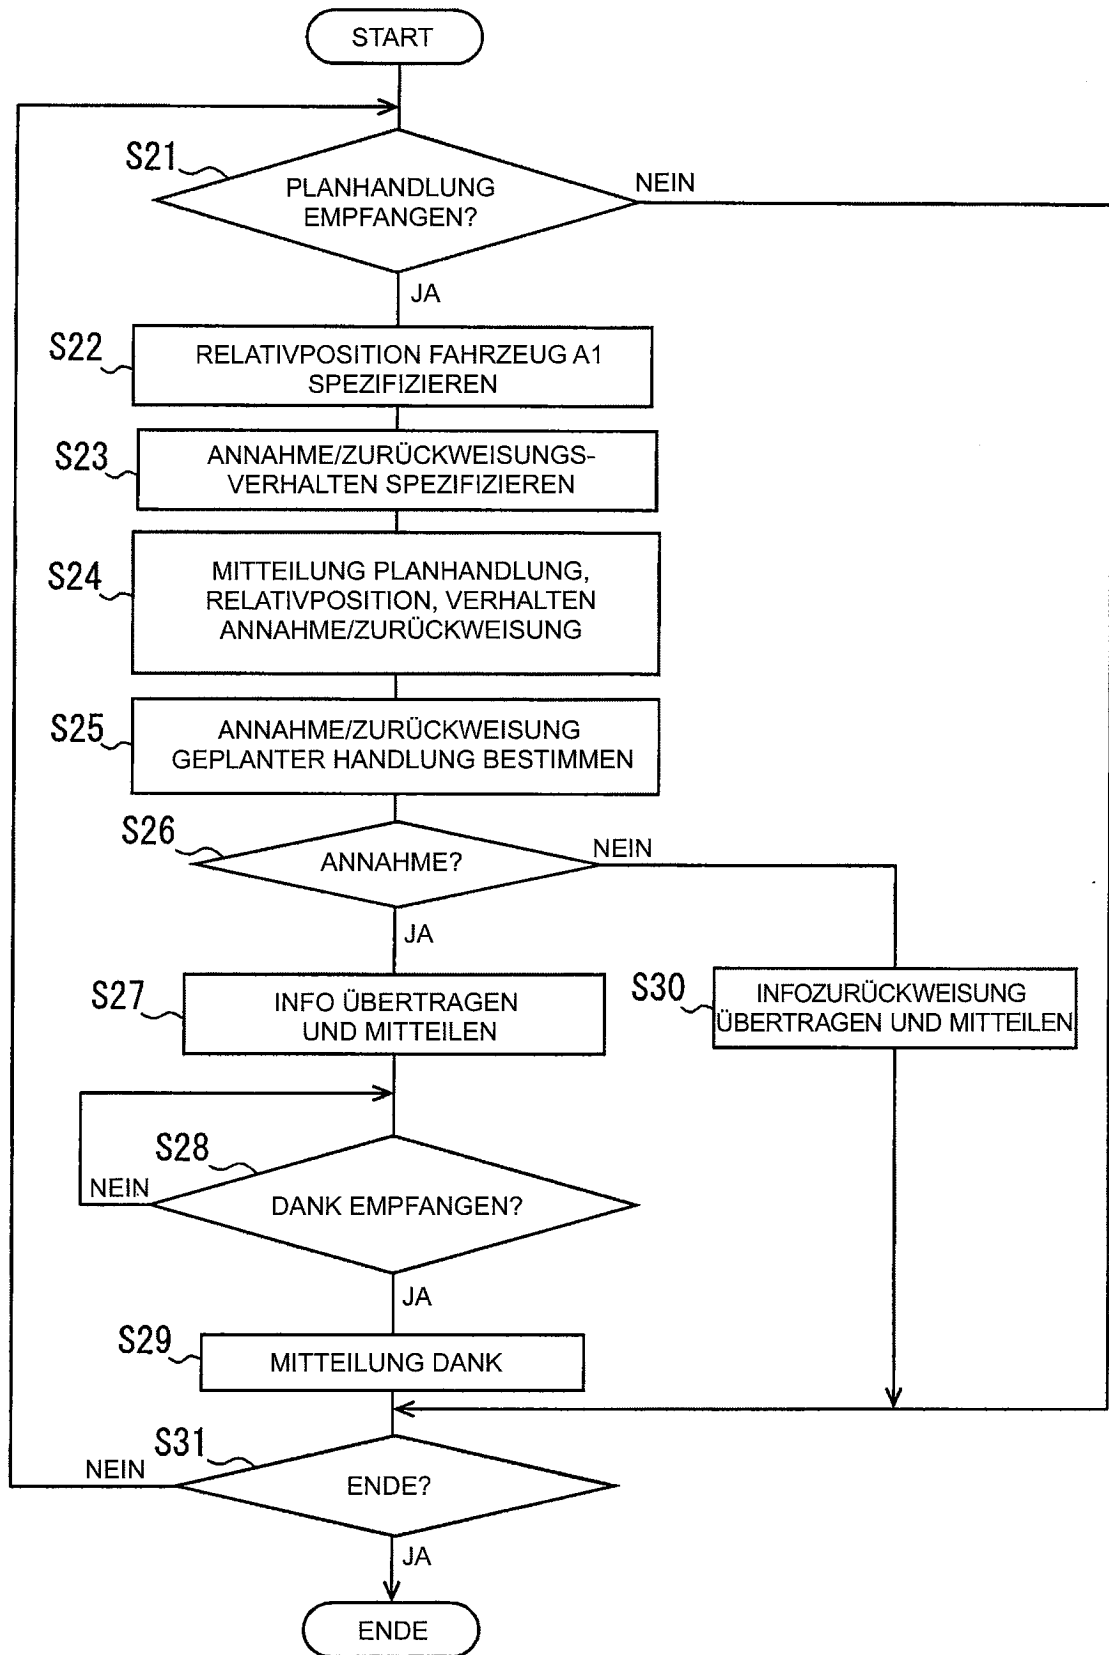 START
S21
PLANHANDLUNG
EMPFANGEN?
NEIN
JA
S22
RELATIVPOSITION FAHRZEUG A1
SPEZIFIZIEREN
S23
ANNAHME/ZURÜCKWEISUNGS-
VERHALTEN SPEZIFIZIEREN
S24
MITTEILUNG PLANHANDLUNG,
RELATIVPOSITION, VERHALTEN
ANNAHME/ZURÜCKWEISUNG
S25
ANNAHME/ZURÜCKWEISUNG
GEPLANTER HANDLUNG BESTIMMEN
S26
ANNAHME?
NEIN
JA
S27
INFO ÜBERTRAGEN
UND MITTEILEN
S30
INFOZURÜCKWEISUNG
ÜBERTRAGEN UND MITTEILEN
S28
NEIN
DANK EMPFANGEN?
JA
S29
MITTEILUNG DANK
S31
NEIN
ENDE?
JA
ENDE